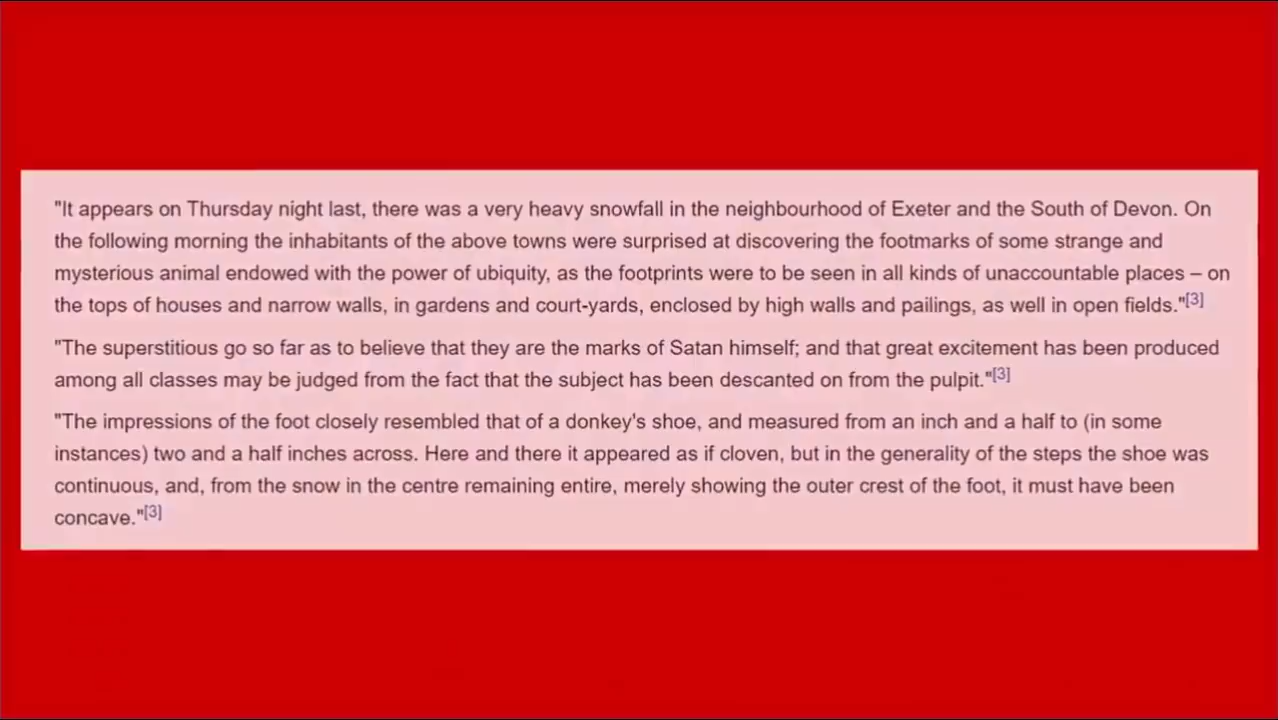 "It appears on Thursday night last, there was a very heavy snowfall in the neighbourhood of Exeter and the South of Devon. On
the following morning the inhabitants of the above towns were surprised at discovering the footmarks of some strange and
mysterious animal endowed with the power of ubiquity, as the footprints were to be seen in all kinds of unaccountable places – on
the tops of houses and narrow walls, in gardens and court-yards, enclosed by high walls and pailings, as well in open fields."[3]
"The superstitious go so far as to believe that they are the marks of Satan himself; and that great excitement has been produced
among all classes may be judged from the fact that the subject has been descanted on from the pulpit."[3]
"The impressions of the foot closely resembled that of a donkey's shoe, and measured from an inch and a half to (in some
instances) two and a half inches across. Here and there it appeared as if cloven, but in the generality of the steps the shoe was
continuous, and, from the snow in the centre remaining entire, merely showing the outer crest of the foot, it must have been
concave."[3]